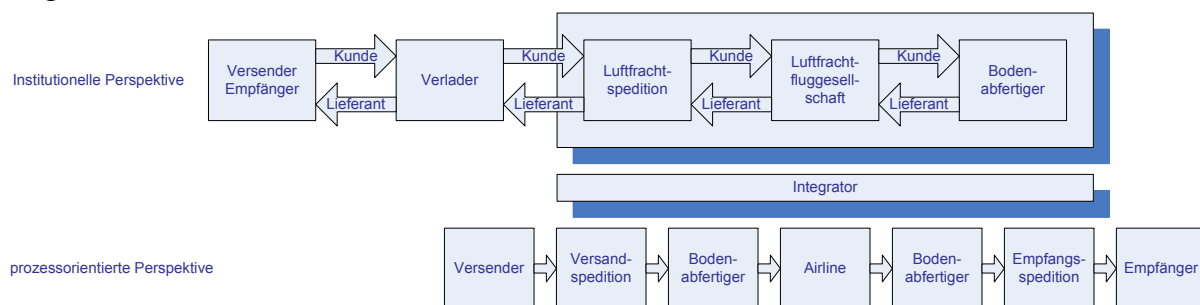 Institutionelle Perspektive
Versender
Empfänger
Kunde
Lieferant
Verlader
Kunde
Lieferant
Luftfracht-
spedition
Kunde
Lieferant
Luftfracht-
fluggesell-
schaft
Kunde
Lieferant
Boden-
abfertiger
Integrator
prozessorientierte Perspektive
Versender
Versand-
spedition
Boden-
abfertiger
Airline
Boden-
abfertiger
Empfangs-
spedition
Empfänger